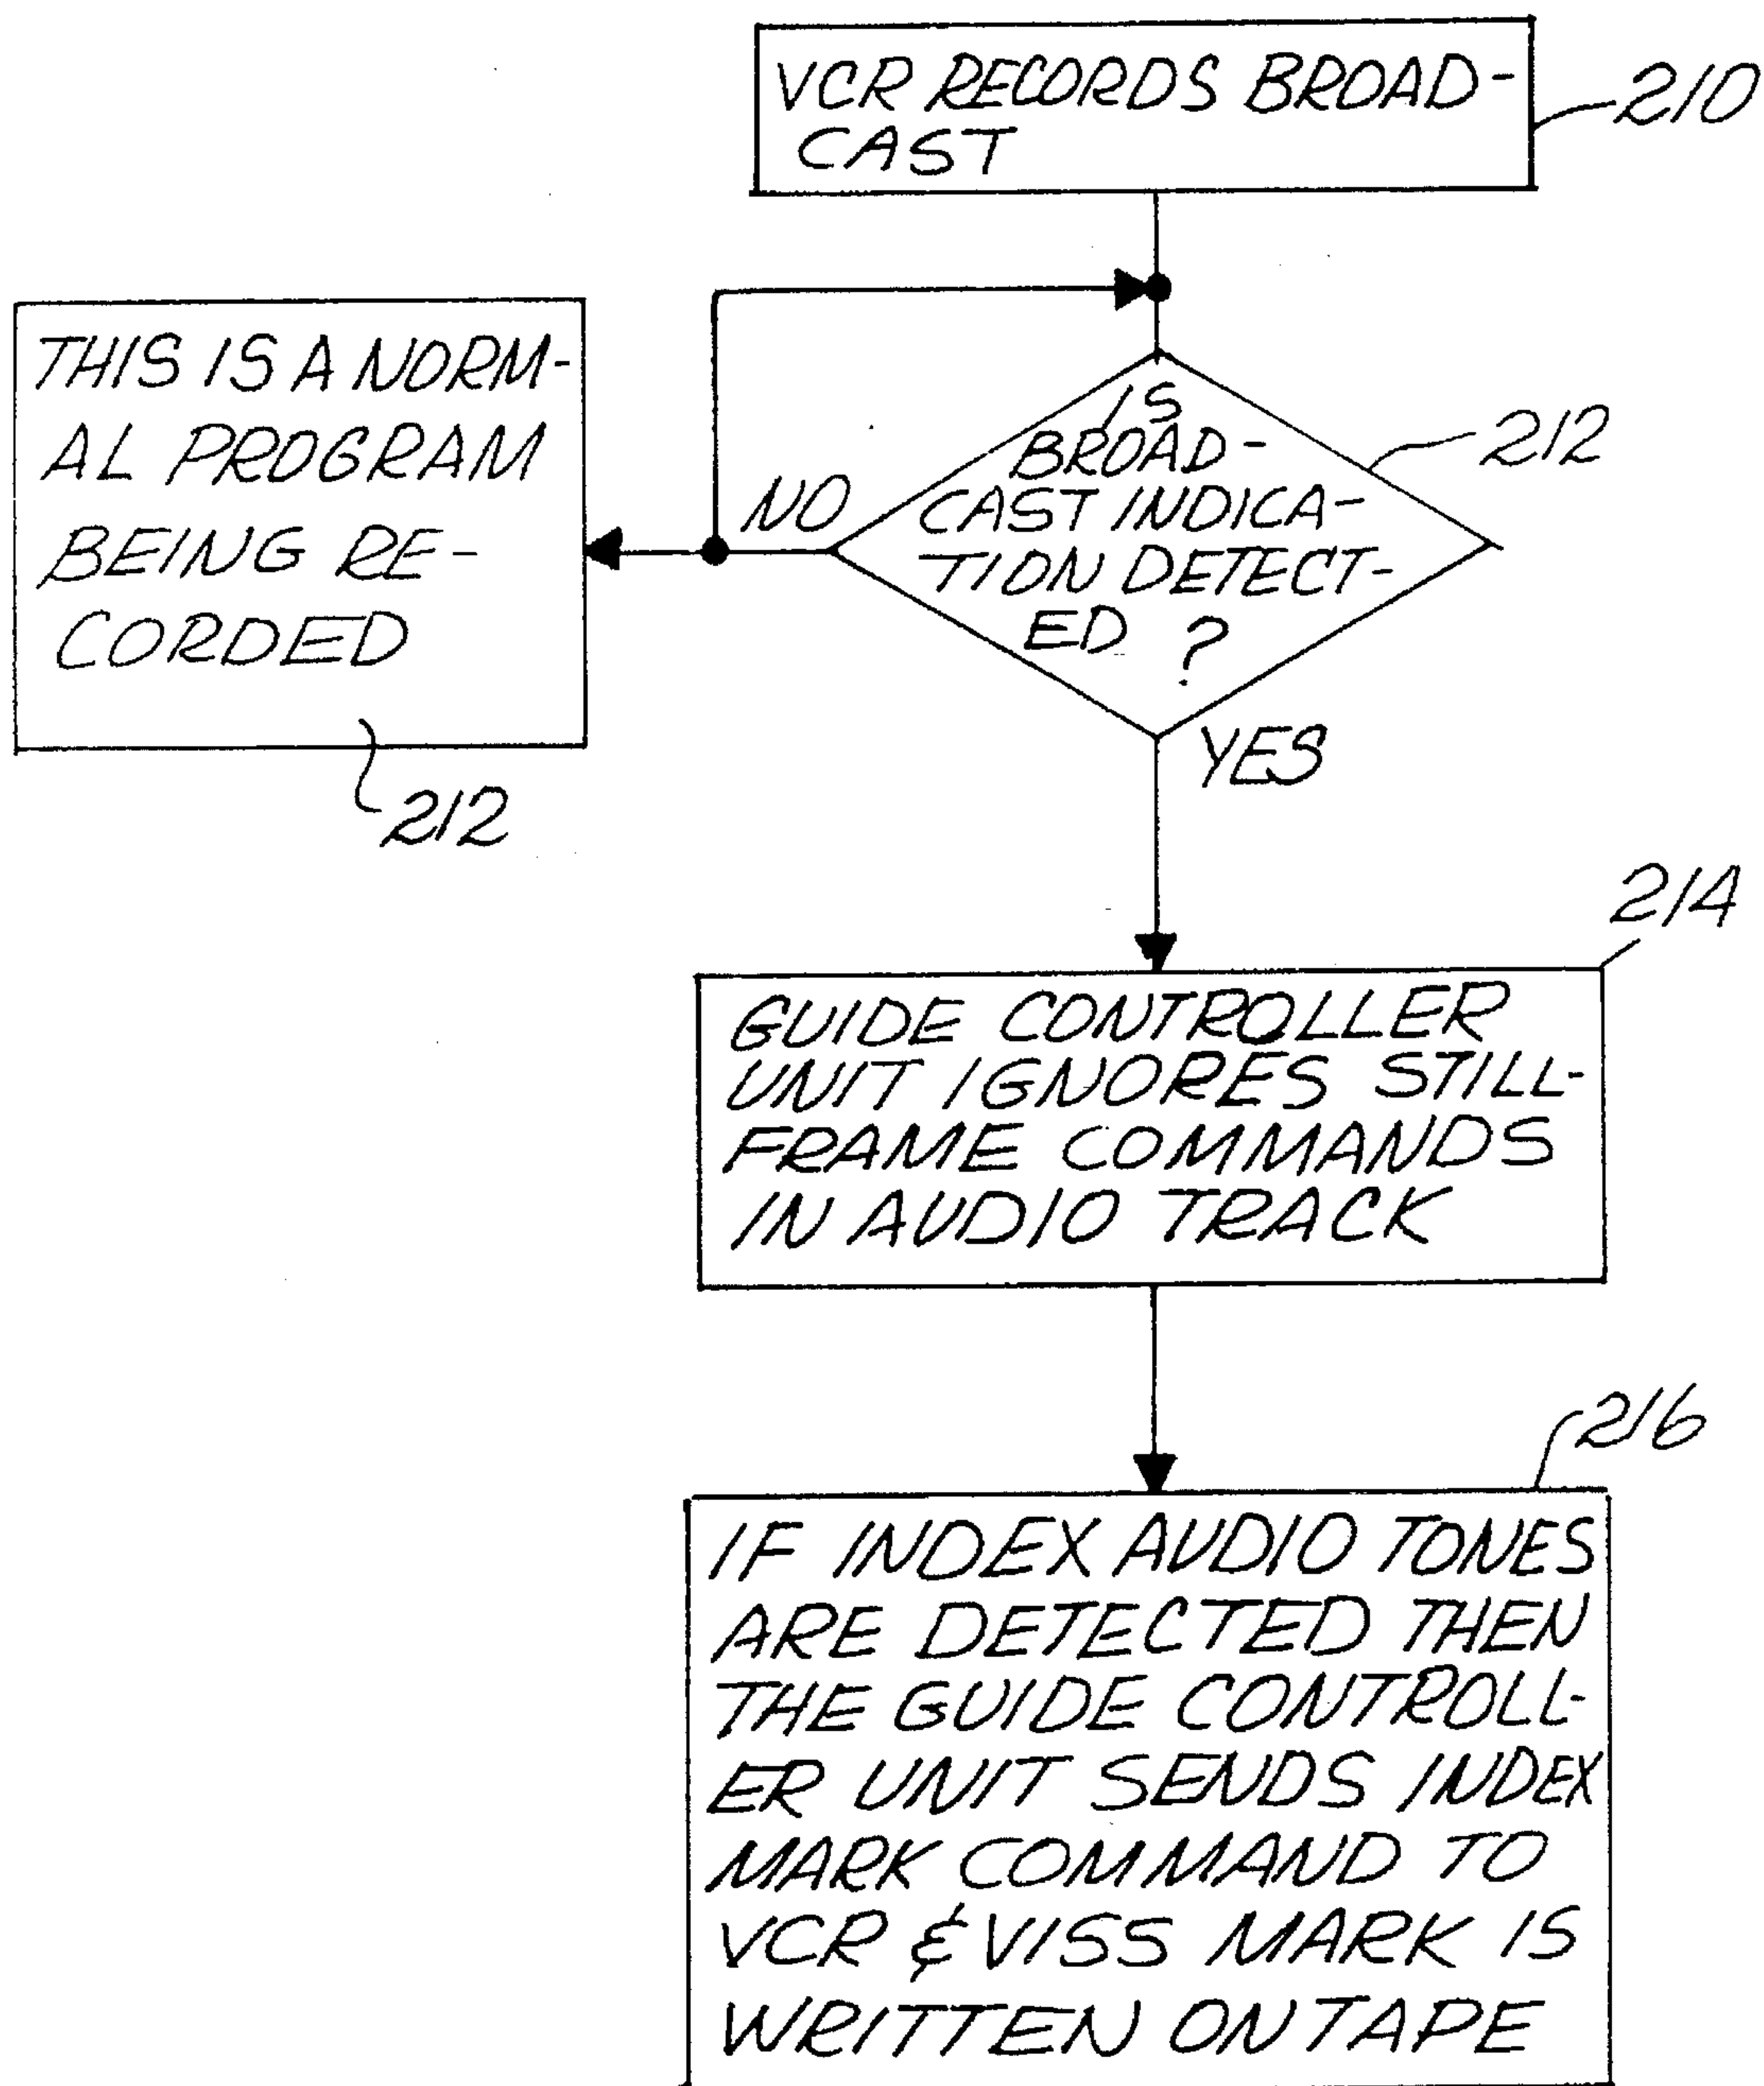 VCR RECORDS BROAD-
CAST
210
THIS IS A NORM-
AL PROGRAM
BEING RE-
CORDED
212
NO
IS
BROAD-
CAST INDICA-
TION DETECT-
ED ?
212
YES
214
GUIDE CONTROLLER
UNIT IGNORES STILL-
FRAME COMMANDS
IN AUDIO TRACK
216
IF INDEX AUDIO TONES
ARE DETECTED THEN
THE GUIDE CONTROLL-
ER UNIT SENDS INDEX
MARK COMMAND TO
VCR & VISS MARK IS
WRITTEN ON TAPE